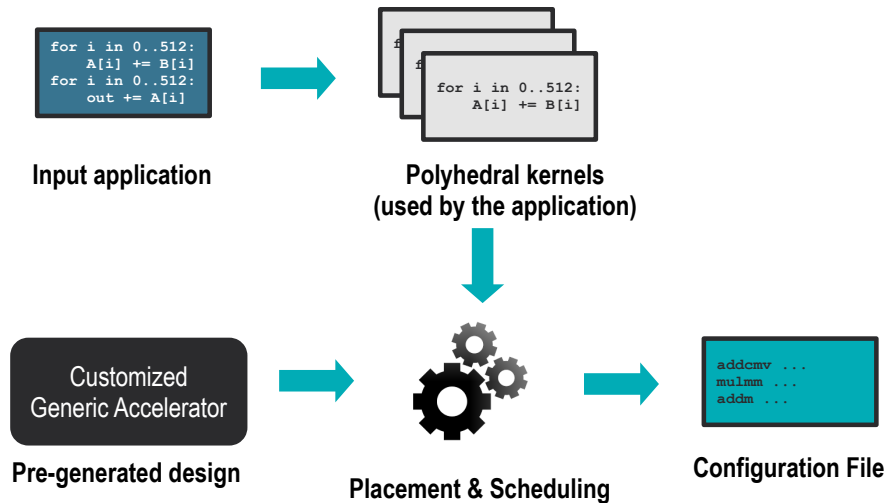 for i in 0..512:
    A[i] += B[i]
for i in 0..512:
    out += A[i]
f
f
for i in 0..512:
    A[i] += B[i]
Input application
Polyhedral kernels
(used by the application)
Customized
Generic Accelerator
addcmv ...
mulmm ...
addm ...
Pre-generated design
Placement & Scheduling
Configuration File